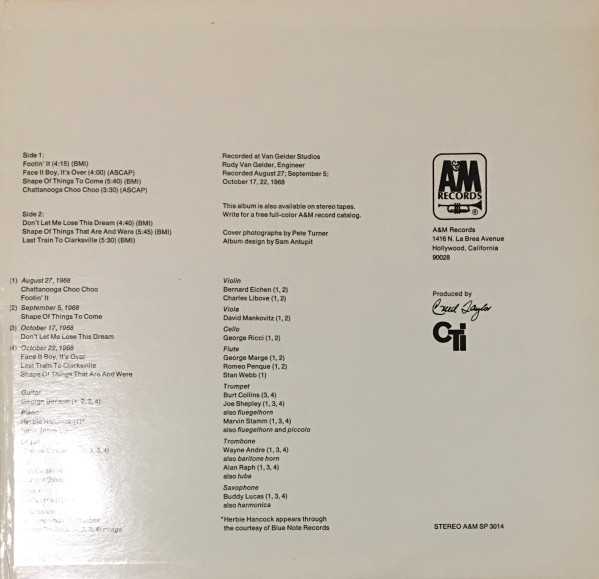 Side 1:
Footin' It (4:15) (BMI)
Face It Boy, It's Over (4:00) (ASCAP)
Shape Of Things To Come (5:40) (BMI)
Chattanooga Choo Choo (3:30) (ASCAP)
Side 2:
Don't Let Me Lose This Dream (4:40) (BMI)
Shape Of Things That Are And Were (5:45) (BMI)
Last Train To Clarksville (5:30) (BMI)
(1) August 27, 1968
Chattanooga Choo Choo
Footin' It
(2) September 5, 1968
Shape Of Things To Come
(3) October 17, 1968
Don't Let Me Lose This Dream
(4) October 22, 1968
Face It Boy, It's Over
Last Train To Clarksville
Shape Of Things That Are And Were
Guitar
George Benson (1, 2, 3, 4)
Piano
Herbie Hancock (1)*
Recorded at Van Gelder Studios
Rudy Van Gelder, Engineer
Recorded August 27; September 5;
October 17, 22, 1968
This album is also available on stereo tapes.
Write for a free full-color A&M record catalog.
Cover photographs by Pete Turner
Album design by Sam Antupit
Violin
Bernard Eichen (1, 2)
Charles Libove (1, 2)
Viola
David Mankovitz (1, 2)
Cello
George Ricci (1, 2)
Flute
George Marge (1, 2)
Romeo Penque (1, 2)
Stan Webb (1)
Trumpet
Burt Collins (3, 4)
Joe Shepley (1, 3, 4)
also fluegelhorn
Marvin Stamm (1, 3, 4)
also fluegelhorn and piccolo
Trombone
Wayne Andre (1, 3, 4)
also baritone horn
Alan Raph (1, 3, 4)
also tuba
Saxophone
Buddy Lucas (1, 3, 4)
also harmonica
*Herbie Hancock appears through
the courtesy of Blue Note Records
A&M
RECORDS
®
A&M Records
1416 N. La Brea Avenue
Hollywood, California
90028
Produced by
Creed Taylor
CTi
STEREO A&M SP 3014